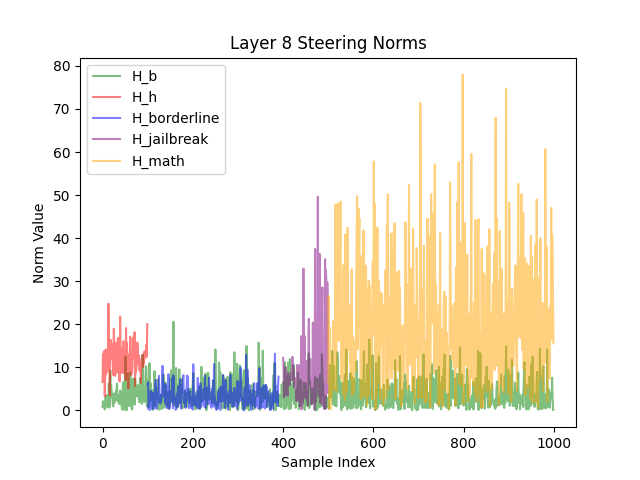 Layer 8 Steering Norms
H_b
H_h
H_borderline
H_jailbreak
H_math
80
70
60
50
40
30
20
10
0
Norm Value
0 200 400 600 800 1000
Sample Index